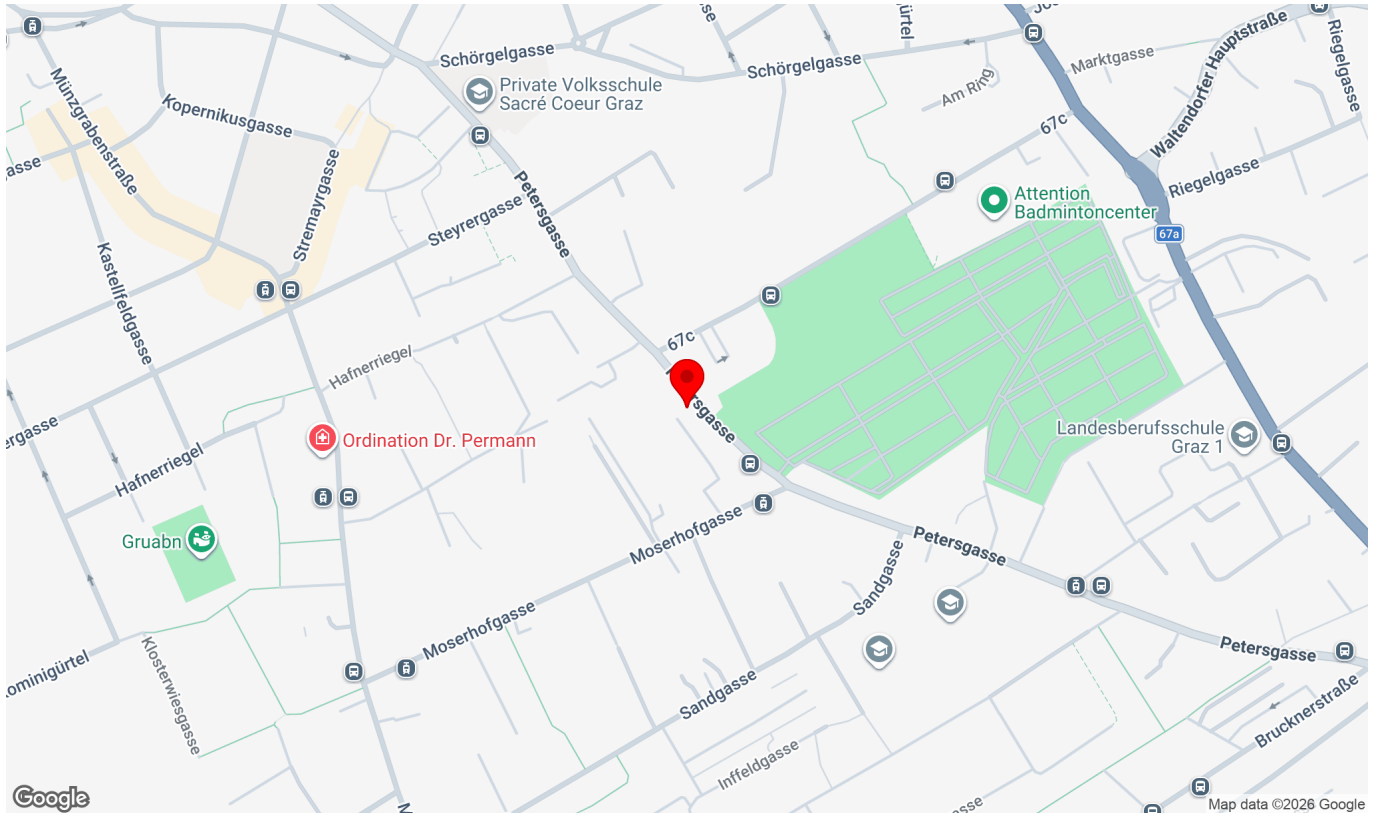 Schörgelgasse
Schörgelgasse
Marktgasse
Waltendorfer Hauptstraße
Riegelgasse
Private Volksschule
Sacré Coeur Graz
Am Ring
Münzgrabenstraße
Kopernikusgasse
67c
Stremayrgasse
Petersgasse
Riegelgasse
Attention
Badmintoncenter
Steyrergasse
67a
Kastellfeldgasse
67c
Hafnerriegel
Landesberufsschule
Graz 1
Ordination Dr. Permann
Hafnerriegel
Gruabn
Moserhofgasse
Petersgasse
Sandgasse
Moserhofgasse
Petersgasse
Klosterwiesgasse
Sandgasse
Brucknerstraße
Inffeldgasse
Google
Map data ©2026 Google